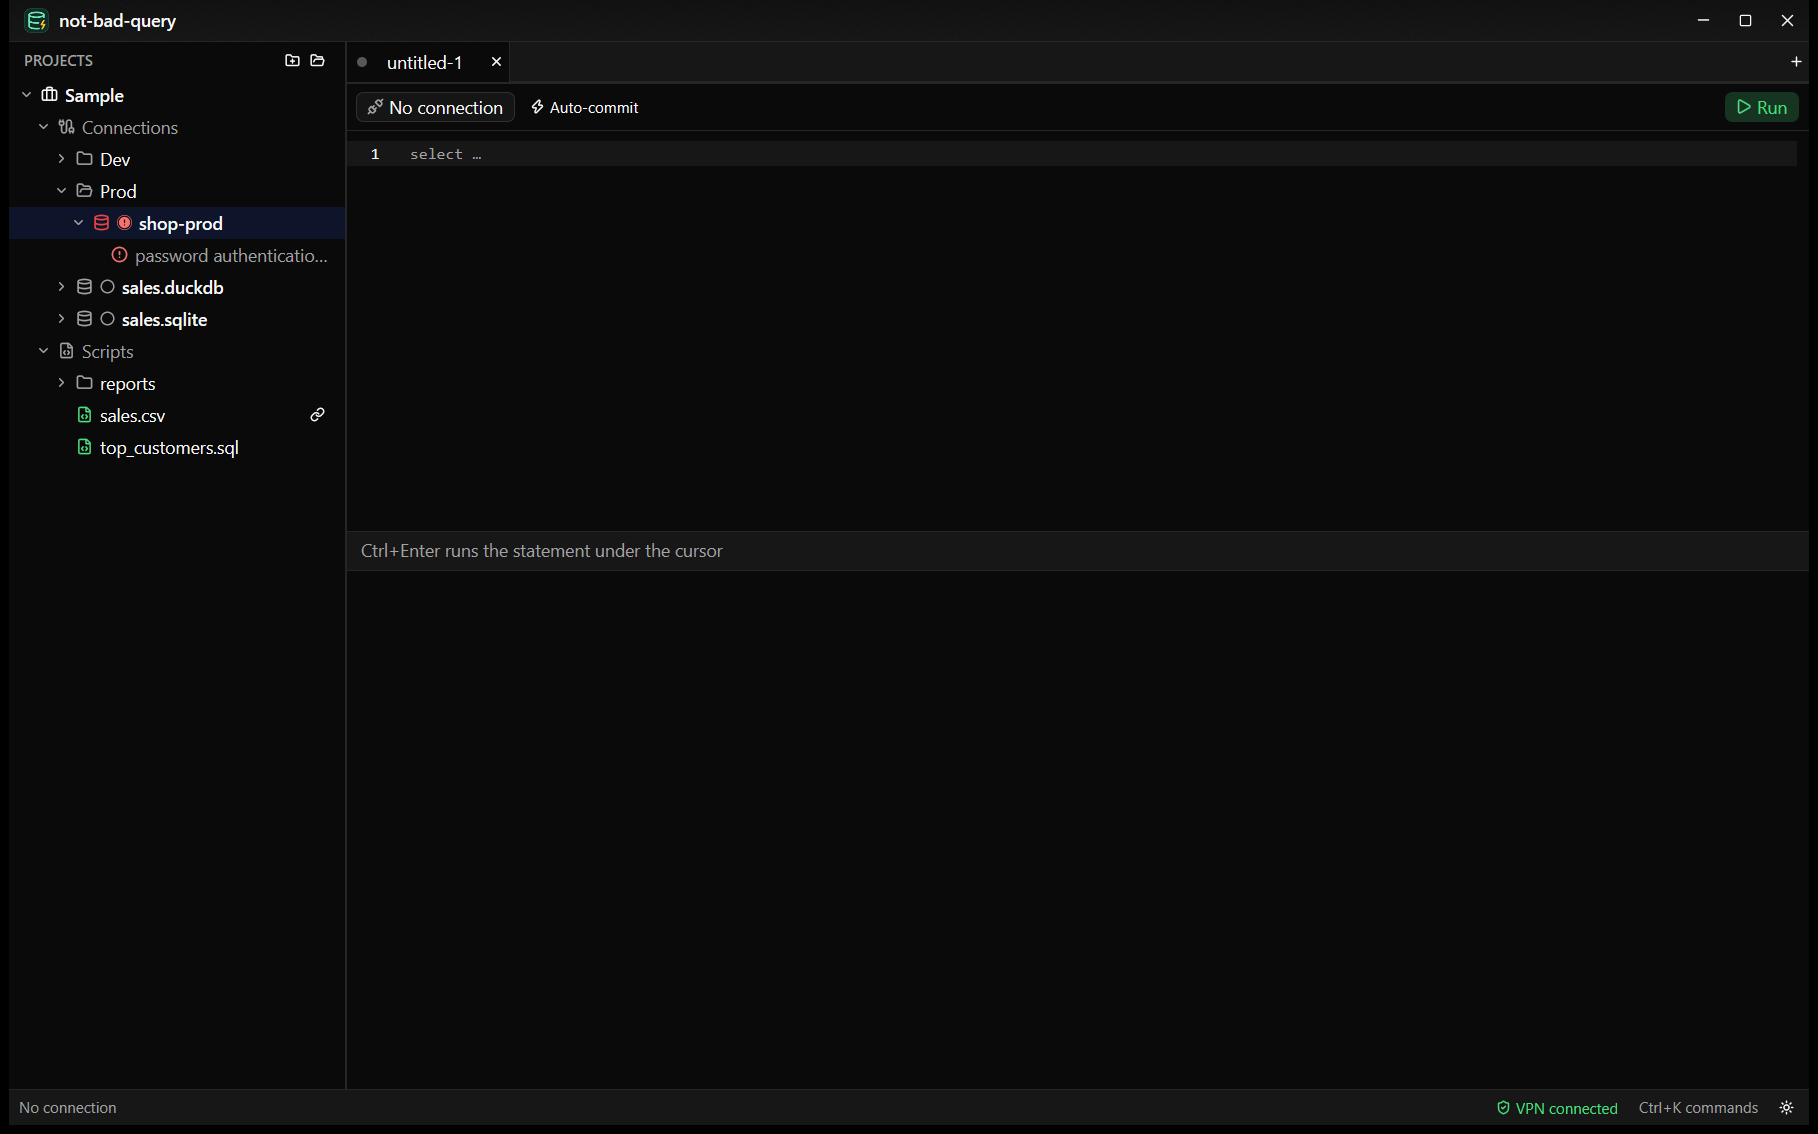 not-bad-query
PROJECTS
Sample
Connections
Dev
Prod
shop-prod
password authenticatio...
sales.duckdb
sales.sqlite
Scripts
reports
sales.csv
top_customers.sql
untitled-1
No connection
Auto-commit
Run
1 select …
Ctrl+Enter runs the statement under the cursor
No connection
VPN connected
Ctrl+K commands